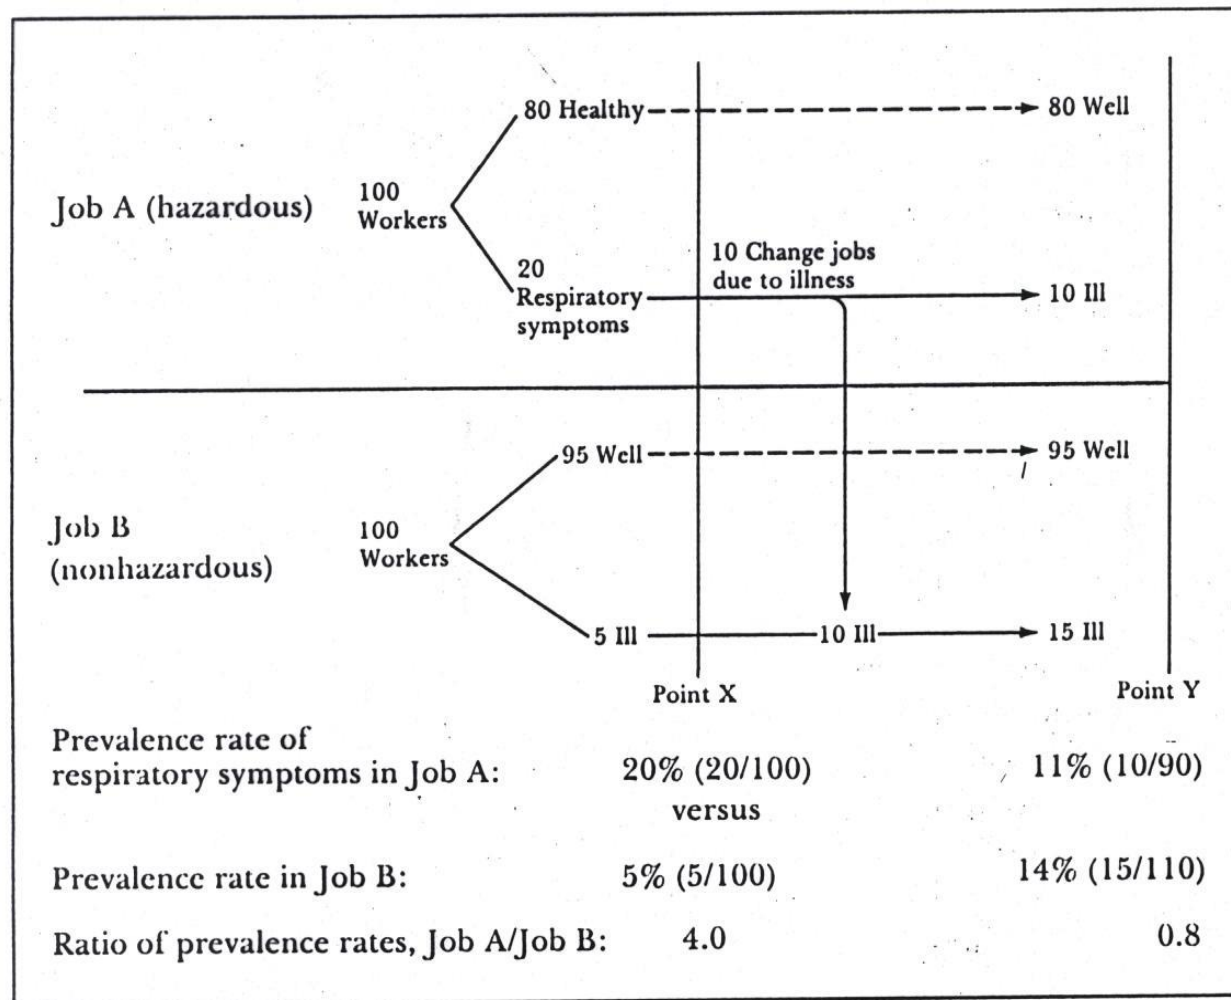 80 Healthy
80 Well
Job A (hazardous)
100
Workers
20
Respiratory
symptoms
10 Change jobs
due to illness
10 Ill
95 Well
95 Well
Job B
(nonhazardous)
100
Workers
5 Ill
10 Ill
15 Ill
Point X
Point Y
Prevalence rate of
respiratory symptoms in Job A:
20% (20/100)
11% (10/90)
versus
Prevalence rate in Job B:
5% (5/100)
14% (15/110)
Ratio of prevalence rates, Job A/Job B:
4.0
0.8